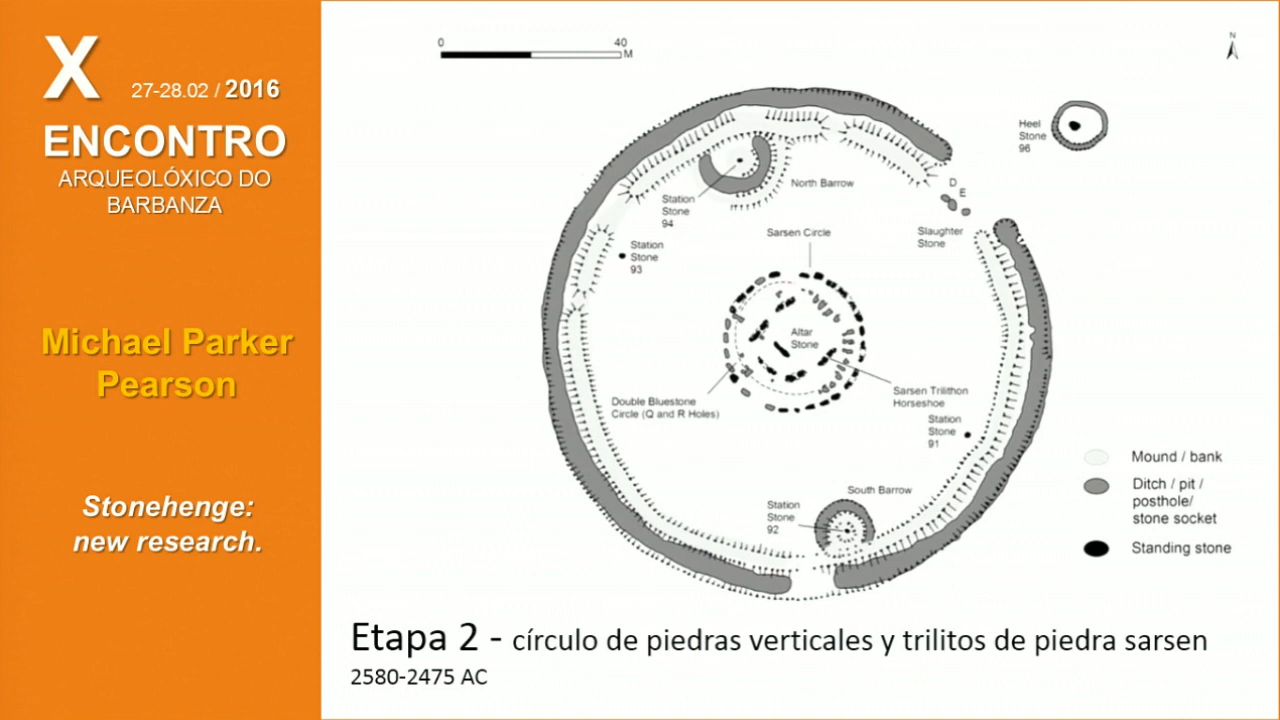 X 27-28.02 / 2016
ENCONTRO
ARQUEOLÓXICO DO
BARBANZA
Michael Parker
Pearson
Stonehenge:
new research.
0 40
M
N
Heel
Stone
96
D
E
North Barrow
Station
Stone
94
Slaughter
Stone
Sarsen Circle
Station
Stone
93
Altar
Stone
Sarsen Trilithon
Horseshoe
Double Bluestone
Circle (Q and R Holes)
Station
Stone
91
South Barrow
Station
Stone
92
Mound / bank
Ditch / pit /
posthole/
stone socket
Standing stone
Etapa 2 - círculo de piedras verticales y trilitos de piedra sarsen
2580-2475 AC